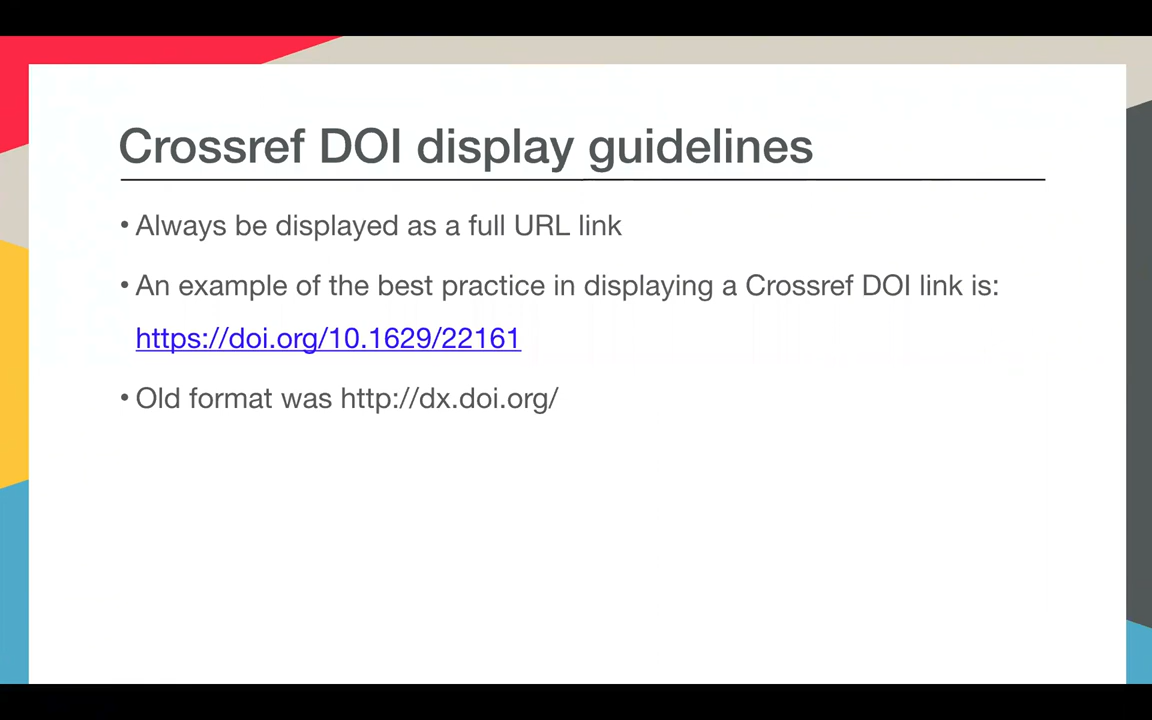 Crossref DOI display guidelines
• Always be displayed as a full URL link
• An example of the best practice in displaying a Crossref DOI link is:
https://doi.org/10.1629/22161
• Old format was http://dx.doi.org/